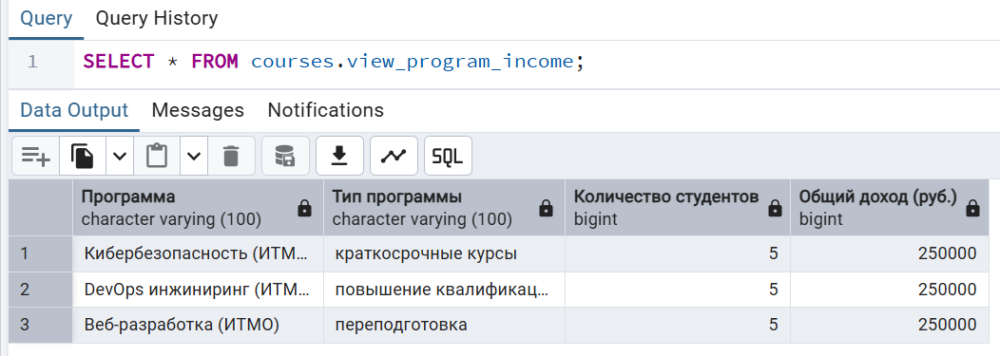 Query Query History
1 SELECT * FROM courses.view_program_income;
Data Output Messages Notifications
SQL
Программа Тип программы Количество студентов Общий доход (руб.)
character varying (100) character varying (100) bigint bigint
1 Кибербезопасность (ИТМ... краткосрочные курсы 5 250000
2 DevOps инжиниринг (ИТМ... повышение квалификац... 5 250000
3 Веб-разработка (ИТМО) переподготовка 5 250000